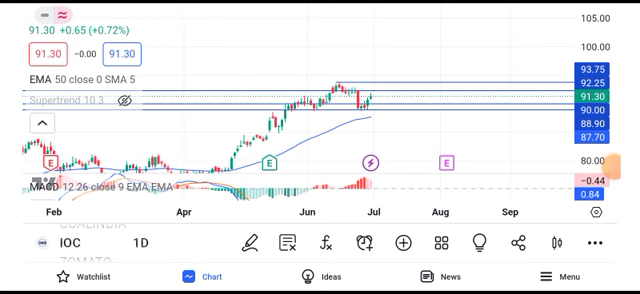 91.30 +0.65 (+0.72%)
91.30 −0.00 91.30
EMA 50 close 0 SMA 5
Supertrend 10 3
105.00
100.00
93.75
92.25
91.30
90.00
88.90
87.70
80.00
E E E
MACD 12 26 close 9 EMA EMA
−0.44
0.84
Feb Apr Jun Jul Aug Sep
COALINDIA
IOC 1D
ZOMATO
Watchlist Chart Ideas News Menu